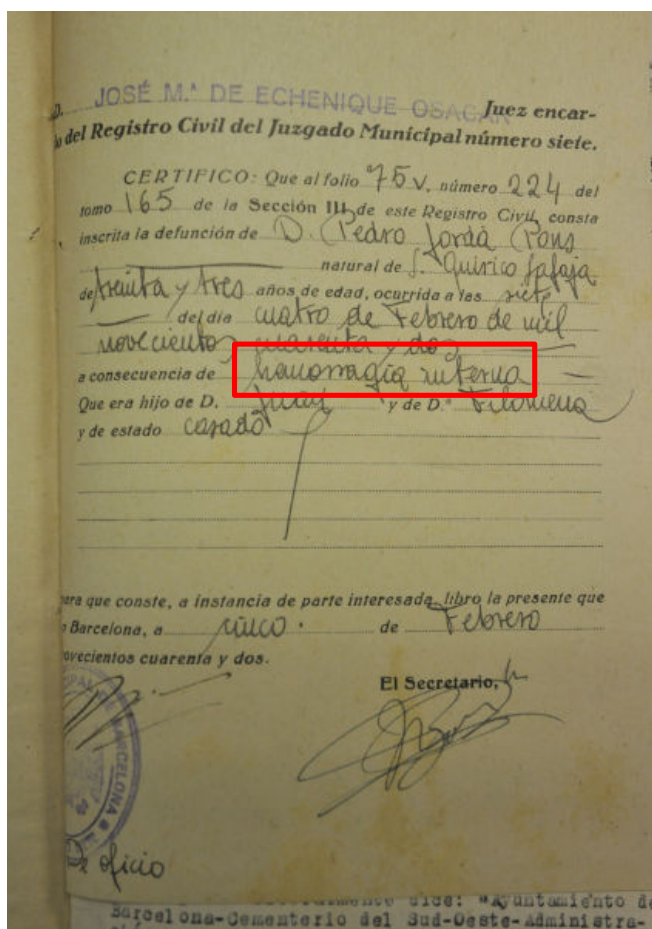 D. JOSÉ M.ª DE ECHENIQUE OSACAR Juez encar-
o del Registro Civil del Juzgado Municipal número siete.
CERTIFICO: Que al folio 75 v, número 224 del
tomo 165 de la Sección III de este Registro Civil, consta
inscrita la defunción de D. Pedro Jordá Pons
natural de S. Quirico Safaja
de treinta y tres años de edad, ocurrida a las siete
del día cuatro de Febrero de mil
novecientos cuarenta y dos
a consecuencia de hemorragia interna
Que era hijo de D. Juan y de D.ª Filomena
y de estado casado
para que conste, a instancia de parte interesada, libro la presente que
Barcelona, a cinco. de Febrero
ovecientos cuarenta y dos.
El Secretario,
De oficio
dice: "Ayuntamiento de
Barcelona-Cementerio del Sud-Oeste-Administra-